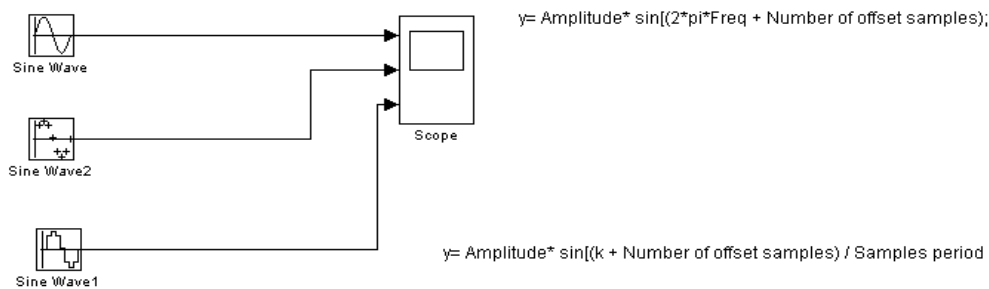 y= Amplitude* sin[(2*pi*Freq + Number of offset samples);
Sine Wave
Scope
Sine Wave2
y= Amplitude* sin[(k + Number of offset samples) / Samples period
Sine Wave1